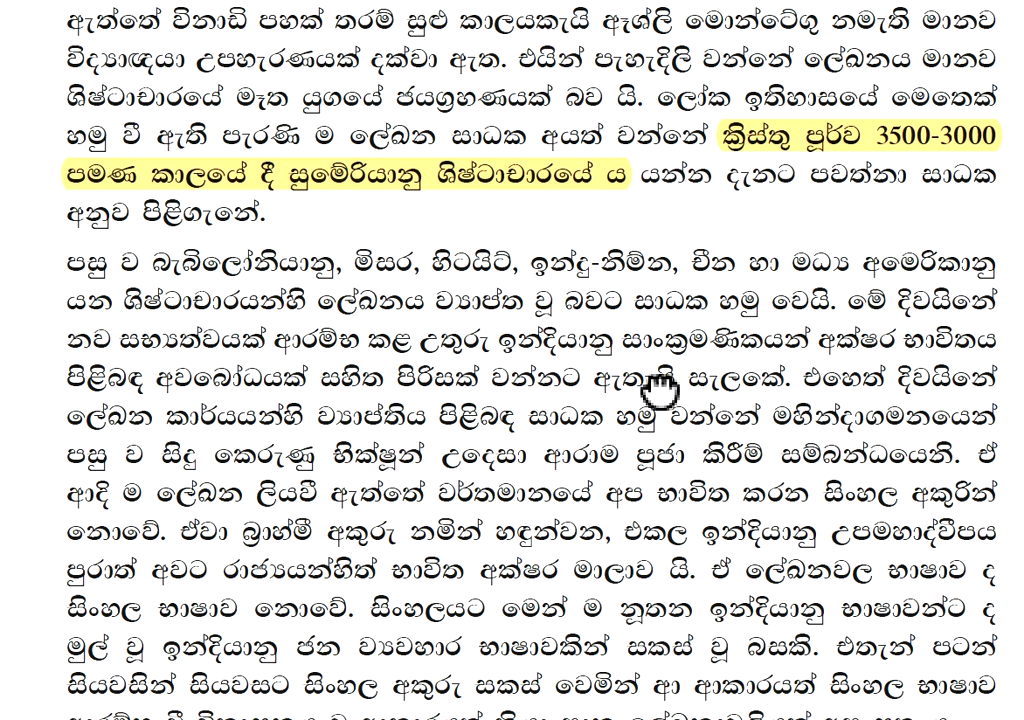 ඇත්තේ විනාඩි පහක් තරම් සුළු කාලයකැයි ඈශ්ලි මොන්ටේගු නමැති මානව
විද්‍යාඥයා උපහැරණයක් දක්වා ඇත. එයින් පැහැදිලි වන්නේ ලේඛනය මානව
ශිෂ්ටාචාරයේ මෑත යුගයේ ජයග්‍රහණයක් බව යි. ලෝක ඉතිහාසයේ මෙතෙක්
හමු වී ඇති පැරණි ම ලේඛන සාධක අයත් වන්නේ ක්‍රිස්තු පූර්ව 3500-3000
පමණ කාලයේ දී සුමේරියානු ශිෂ්ටාචාරයේ ය යන්න දැනට පවත්නා සාධක
අනුව පිළිගැනේ.
පසු ව බැබිලෝනියානු, මිසර, හිටයිට්, ඉන්දු-නිම්න, චීන හා මධ්‍ය අමෙරිකානු
යන ශිෂ්ටාචාරයන්හි ලේඛනය ව්‍යාප්ත වූ බවට සාධක හමු වෙයි. මේ දිවයිනේ
නව සභ්‍යත්වයක් ආරම්භ කළ උතුරු ඉන්දියානු සාංක්‍රමණිකයන් අක්ෂර භාවිතය
පිළිබඳ අවබෝධයක් සහිත පිරිසක් වන්නට ඇතැයි සැලකේ. එහෙත් දිවයිනේ
ලේඛන කාර්යයන්හි ව්‍යාප්තිය පිළිබඳ සාධක හමු වන්නේ මහින්දාගමනයෙන්
පසු ව සිදු කෙරුණු භික්ෂූන් උදෙසා ආරාම පූජා කිරීම් සම්බන්ධයෙනි. ඒ
ආදි ම ලේඛන ලියවී ඇත්තේ වර්තමානයේ අප භාවිත කරන සිංහල අකුරින්
නොවේ. ඒවා බ්‍රාහ්මී අකුරු නමින් හඳුන්වන, එකල ඉන්දියානු උපමහාද්වීපය
පුරාත් අවට රාජ්‍යයන්හිත් භාවිත අක්ෂර මාලාව යි. ඒ ලේඛනවල භාෂාව ද
සිංහල භාෂාව නොවේ. සිංහලයට මෙන් ම නූතන ඉන්දියානු භාෂාවන්ට ද
මුල් වූ ඉන්දියානු ජන ව්‍යවහාර භාෂාවකින් සකස් වූ බසකි. එතැන් පටන්
සියවසින් සියවසට සිංහල අකුරු සකස් වෙමින් ආ ආකාරයත් සිංහල භාෂාව